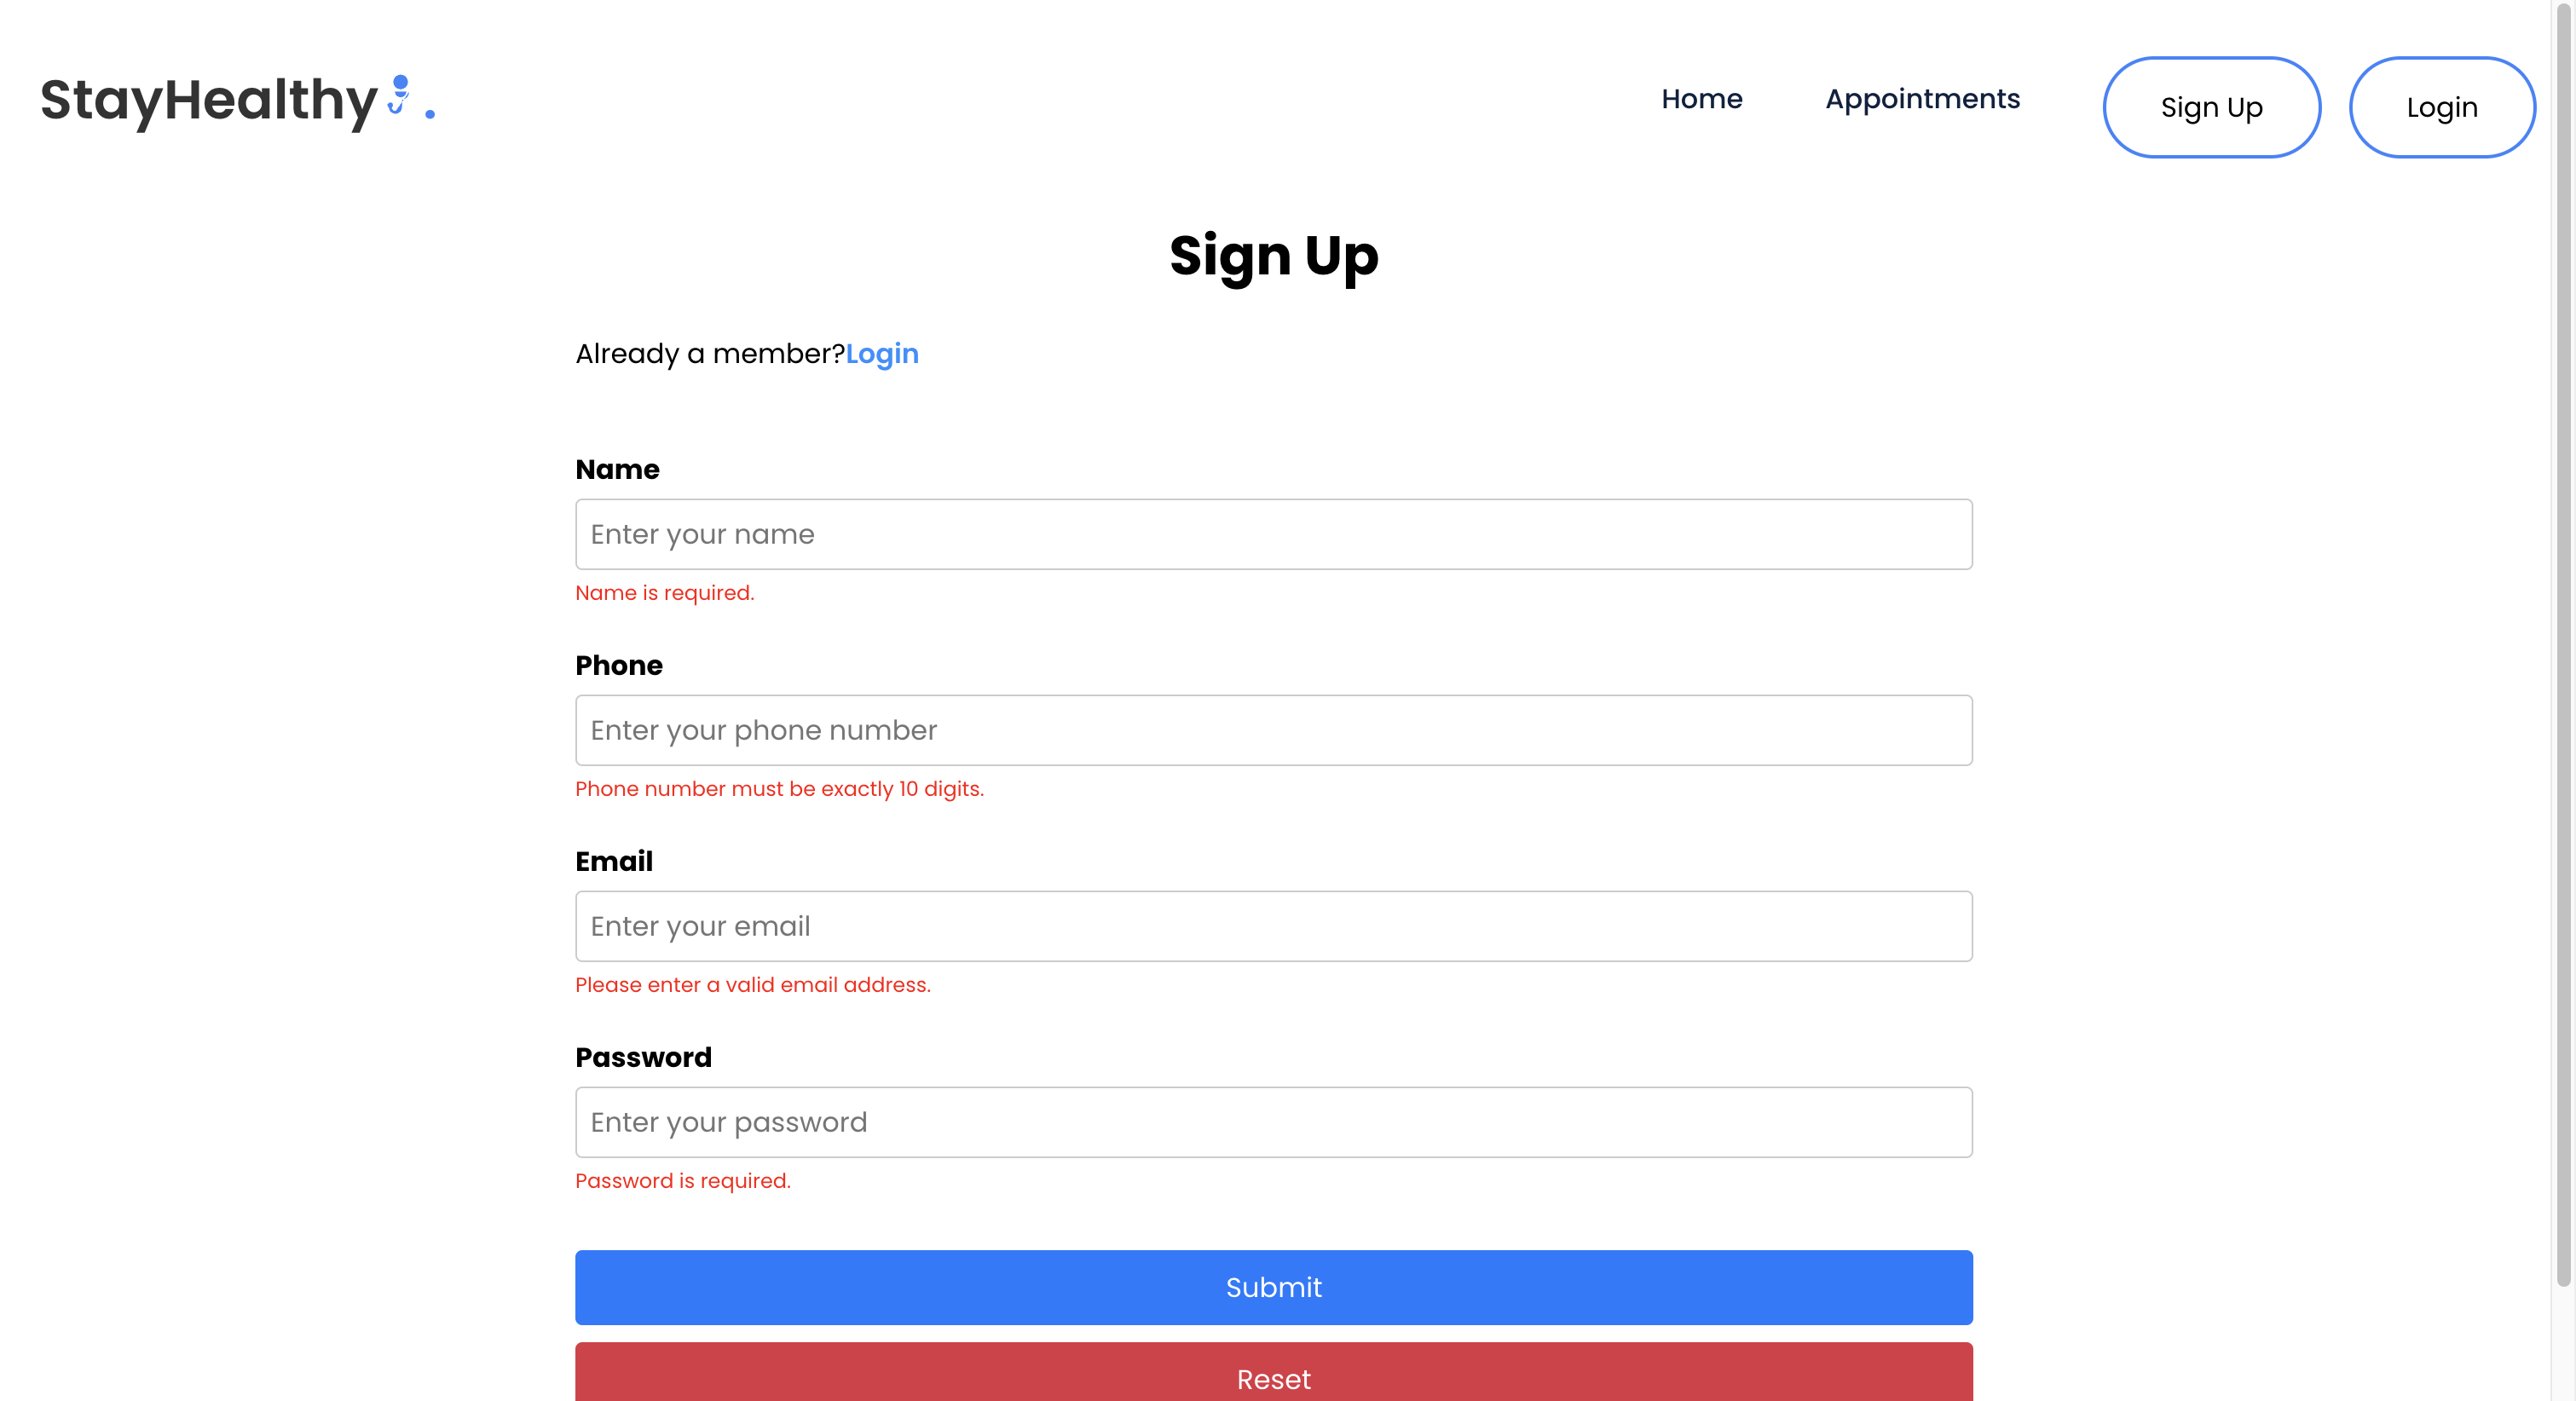 StayHealthy
Home Appointments Sign Up Login
Sign Up
Already a member?Login
Name
Enter your name
Name is required.
Phone
Enter your phone number
Phone number must be exactly 10 digits.
Email
Enter your email
Please enter a valid email address.
Password
Enter your password
Password is required.
Submit
Reset